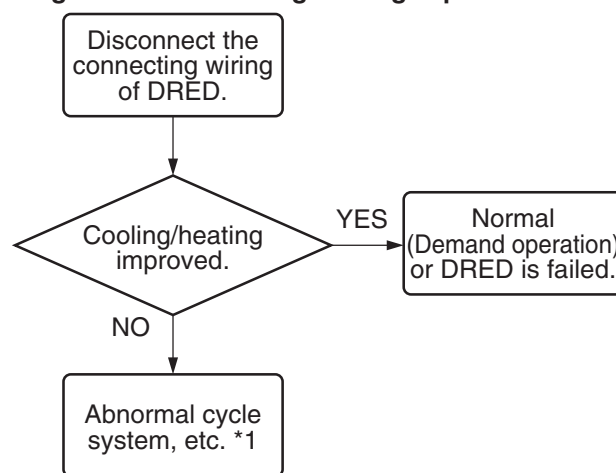 Disconnect the
connecting wiring
of DRED.
Cooling/heating
improved.
YES
Normal
(Demand operation)
or DRED is failed.
NO
Abnormal cycle
system, etc. *1